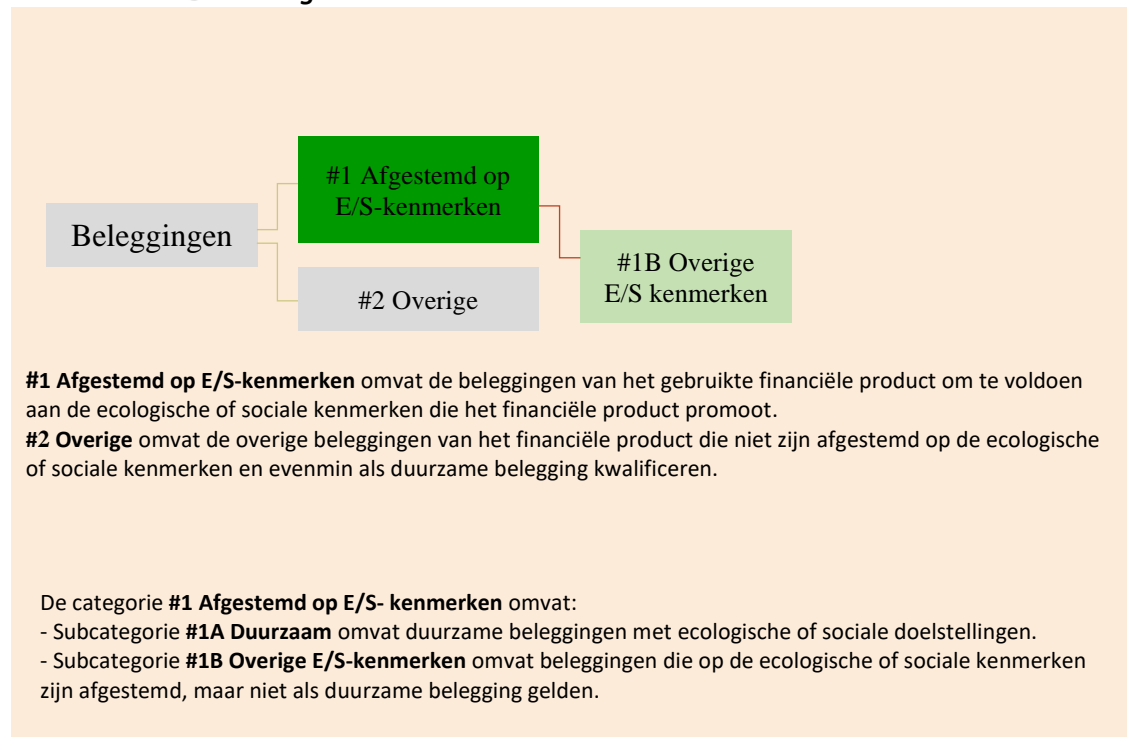 #1 Afgestemd op
E/S-kenmerken
Beleggingen
#1B Overige
E/S kenmerken
#2 Overige
#1 Afgestemd op E/S-kenmerken omvat de beleggingen van het gebruikte financiële product om te voldoen
aan de ecologische of sociale kenmerken die het financiële product promoot.
#2 Overige omvat de overige beleggingen van het financiële product die niet zijn afgestemd op de ecologische
of sociale kenmerken en evenmin als duurzame belegging kwalificeren.
De categorie #1 Afgestemd op E/S- kenmerken omvat:
- Subcategorie #1A Duurzaam omvat duurzame beleggingen met ecologische of sociale doelstellingen.
- Subcategorie #1B Overige E/S-kenmerken omvat beleggingen die op de ecologische of sociale kenmerken
zijn afgestemd, maar niet als duurzame belegging gelden.